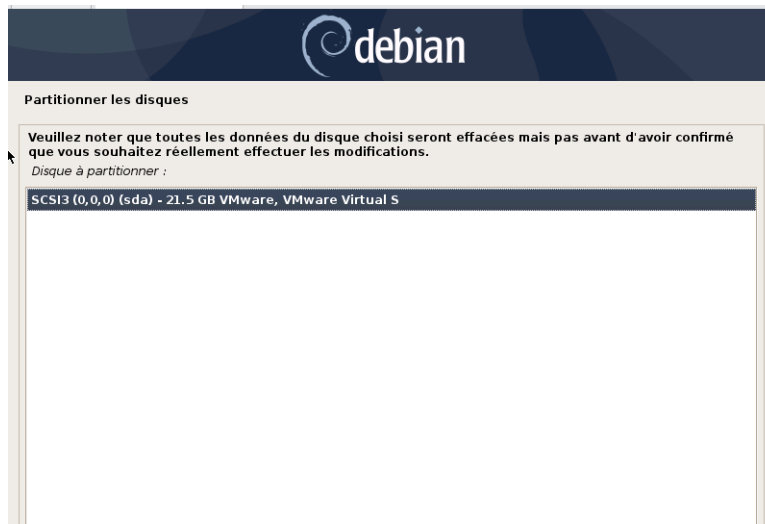 debian
Partitionner les disques
Veuillez noter que toutes les données du disque choisi seront effacées mais pas avant d'avoir confirmé
que vous souhaitez réellement effectuer les modifications.
Disque à partitionner :
SCSI3 (0,0,0) (sda) - 21.5 GB VMware, VMware Virtual S